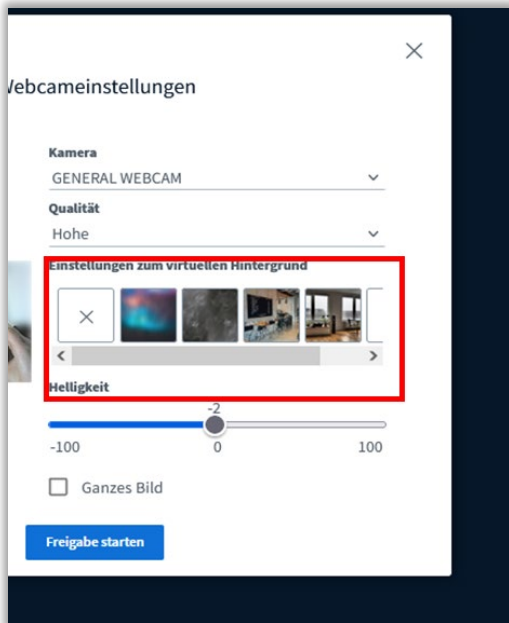 Webcameinstellungen
Kamera
GENERAL WEBCAM
Qualität
Hohe
Einstellungen zum virtuellen Hintergrund
Helligkeit
-2
-100 0 100
Ganzes Bild
Freigabe starten